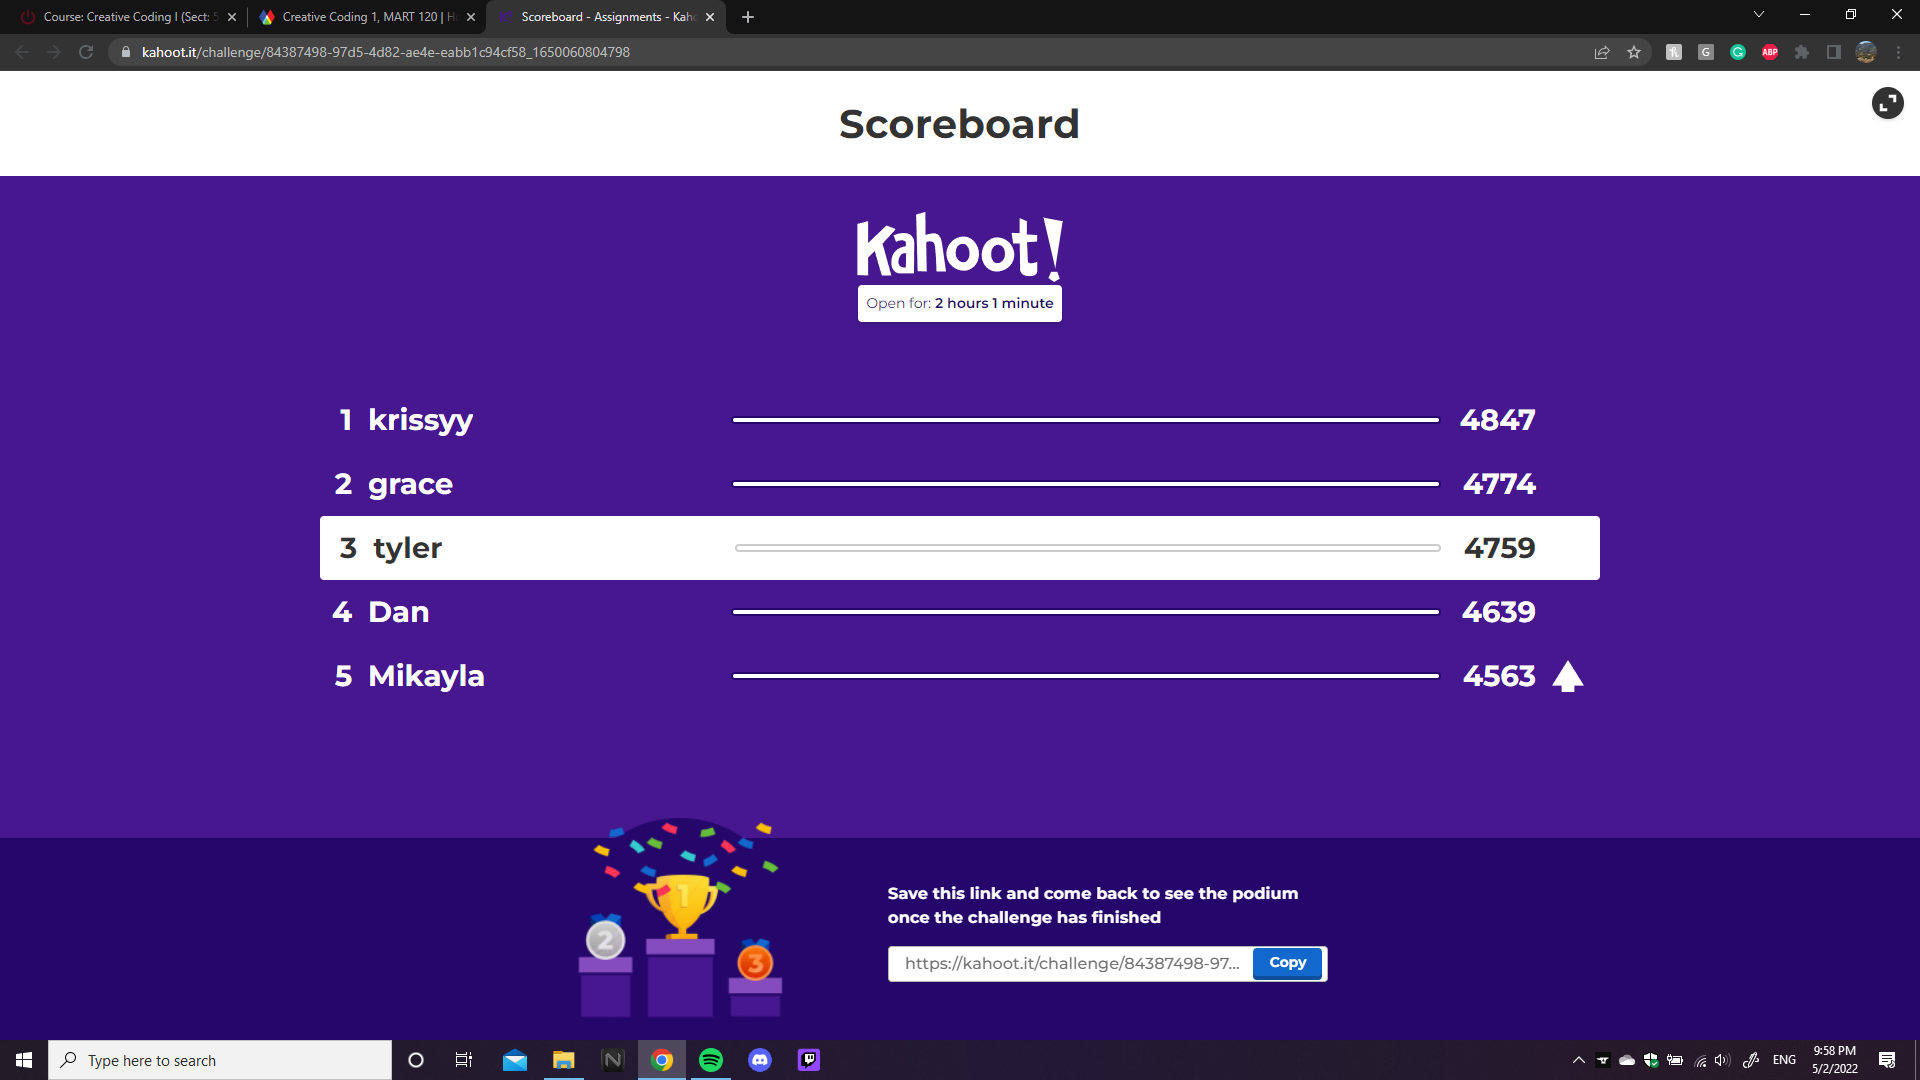 Course: Creative Coding I (Sect: 5
Creative Coding 1, MART 120 | H
Scoreboard - Assignments - Kah
kahoot.it/challenge/84387498-97d5-4d82-ae4e-eabb1c94cf58_1650060804798
G
ABP
Scoreboard
Kahoot!
Open for: 2 hours 1 minute
1 krissyy 4847
2 grace 4774
3 tyler 4759
4 Dan 4639
5 Mikayla 4563
1
2
3
Save this link and come back to see the podium
once the challenge has finished
https://kahoot.it/challenge/84387498-97... Copy
Type here to search
N
ENG
9:58 PM
5/2/2022